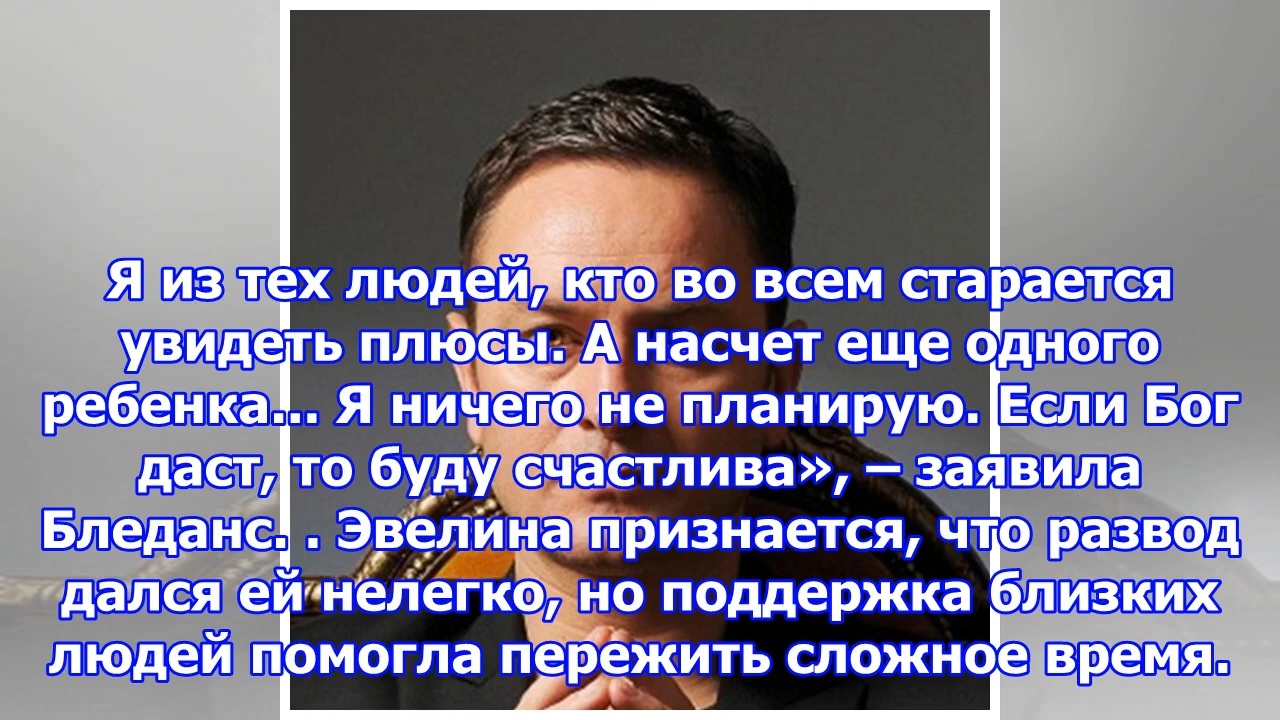 Я из тех людей, кто во всем старается
увидеть плюсы. А насчет еще одного
ребенка... Я ничего не планирую. Если Бог
даст, то буду счастлива», – заявила
Бледанс. . Эвелина признается, что развод
дался ей нелегко, но поддержка близких
людей помогла пережить сложное время.